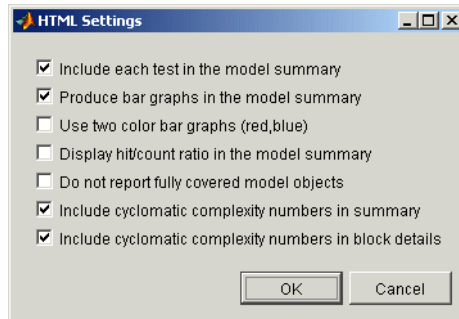 HTML Settings
Include each test in the model summary
Produce bar graphs in the model summary
Use two color bar graphs (red,blue)
Display hit/count ratio in the model summary
Do not report fully covered model objects
Include cyclomatic complexity numbers in summary
Include cyclomatic complexity numbers in block details
OK Cancel